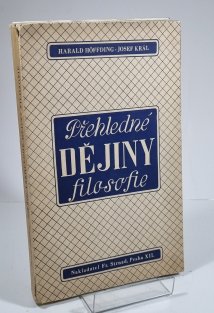 HARALD HÖFFDING - JOSEF KRÁL
Přehledné
DĚJINY
filosofie
Nakladatel Fr. Strnad, Praha XII.